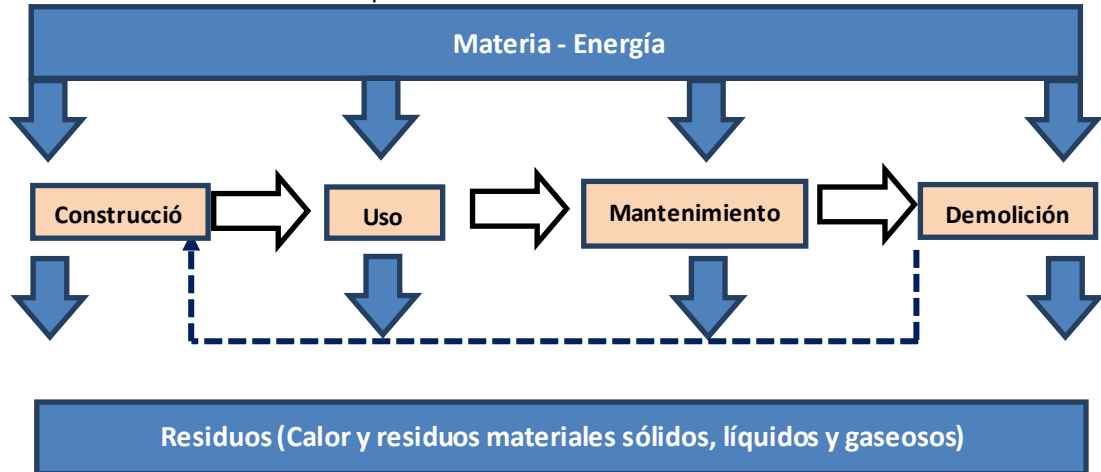 Materia - Energía
Construcció
Uso
Mantenimiento
Demolición
Residuos (Calor y residuos materiales sólidos, líquidos y gaseosos)